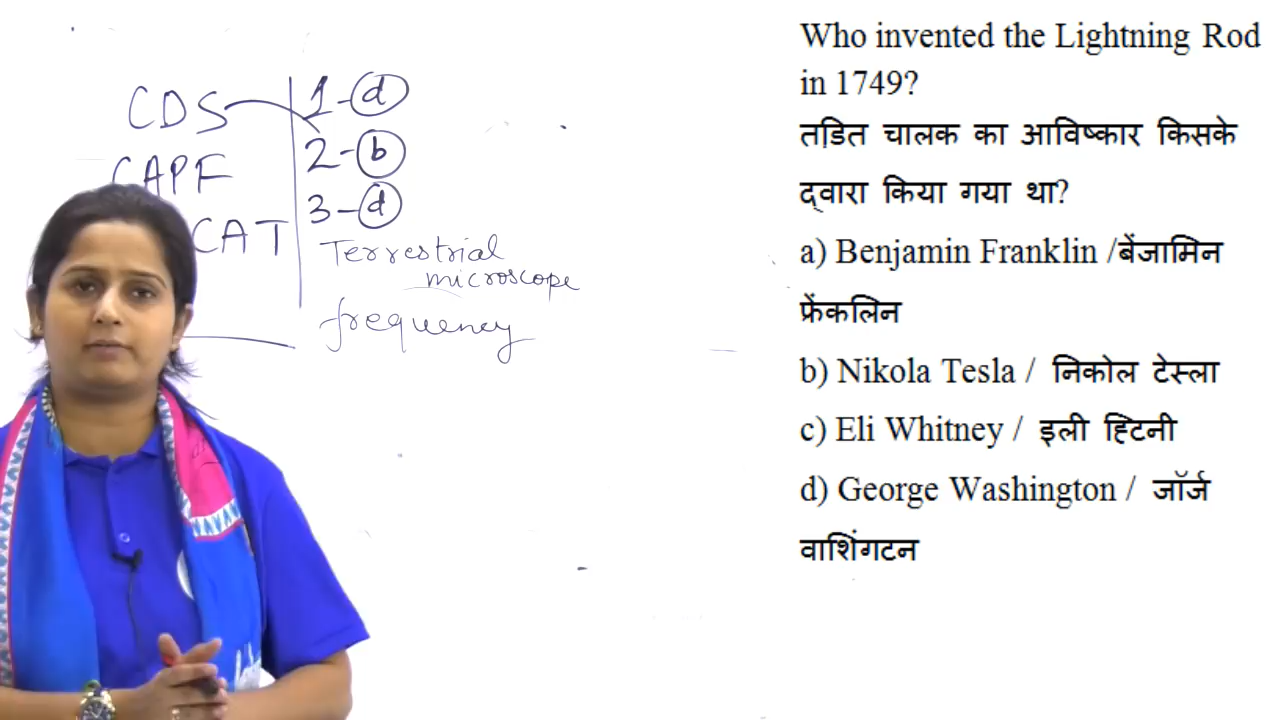 CDS
CAPF
CAT
1-d
2-b
3-d
Terrestrial
microscope
frequency
Who invented the Lightning Rod
in 1749?
तडित चालक का आविष्कार किसके
द्वारा किया गया था?
a) Benjamin Franklin /बेंजामिन
फ्रेंकलिन
b) Nikola Tesla / निकोल टेस्ला
c) Eli Whitney / इली ह्टिनी
d) George Washington / जॉर्ज
वाशिंगटन